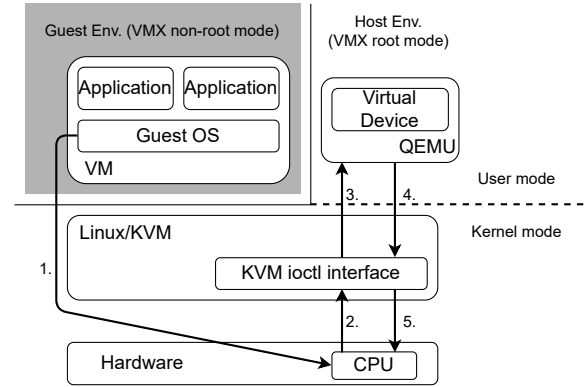 Guest Env. (VMX non-root mode)
Host Env.
(VMX root mode)
Application
Application
Guest OS
VM
Virtual
Device
QEMU
User mode
3.
4.
Kernel mode
Linux/KVM
KVM ioctl interface
1.
2.
5.
Hardware
CPU